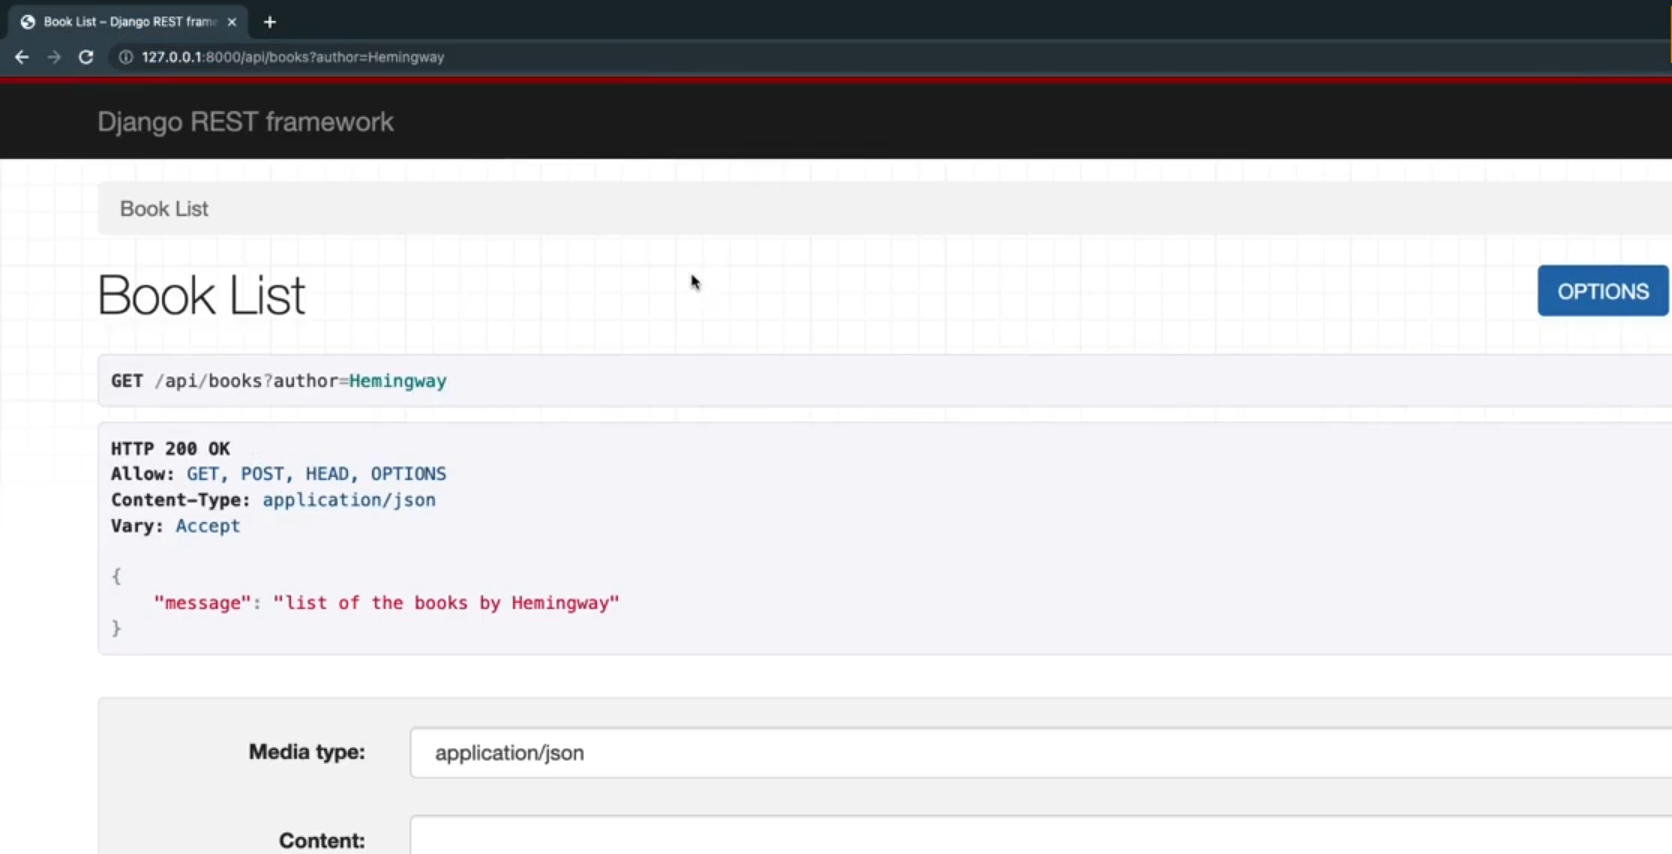 Book List – Django REST fram
127.0.0.1:8000/api/books?author=Hemingway
Django REST framework
Book List
Book List
OPTIONS
GET /api/books?author=Hemingway
HTTP 200 OK
Allow: GET, POST, HEAD, OPTIONS
Content-Type: application/json
Vary: Accept
{
"message": "list of the books by Hemingway"
}
Media type: application/json
Content: